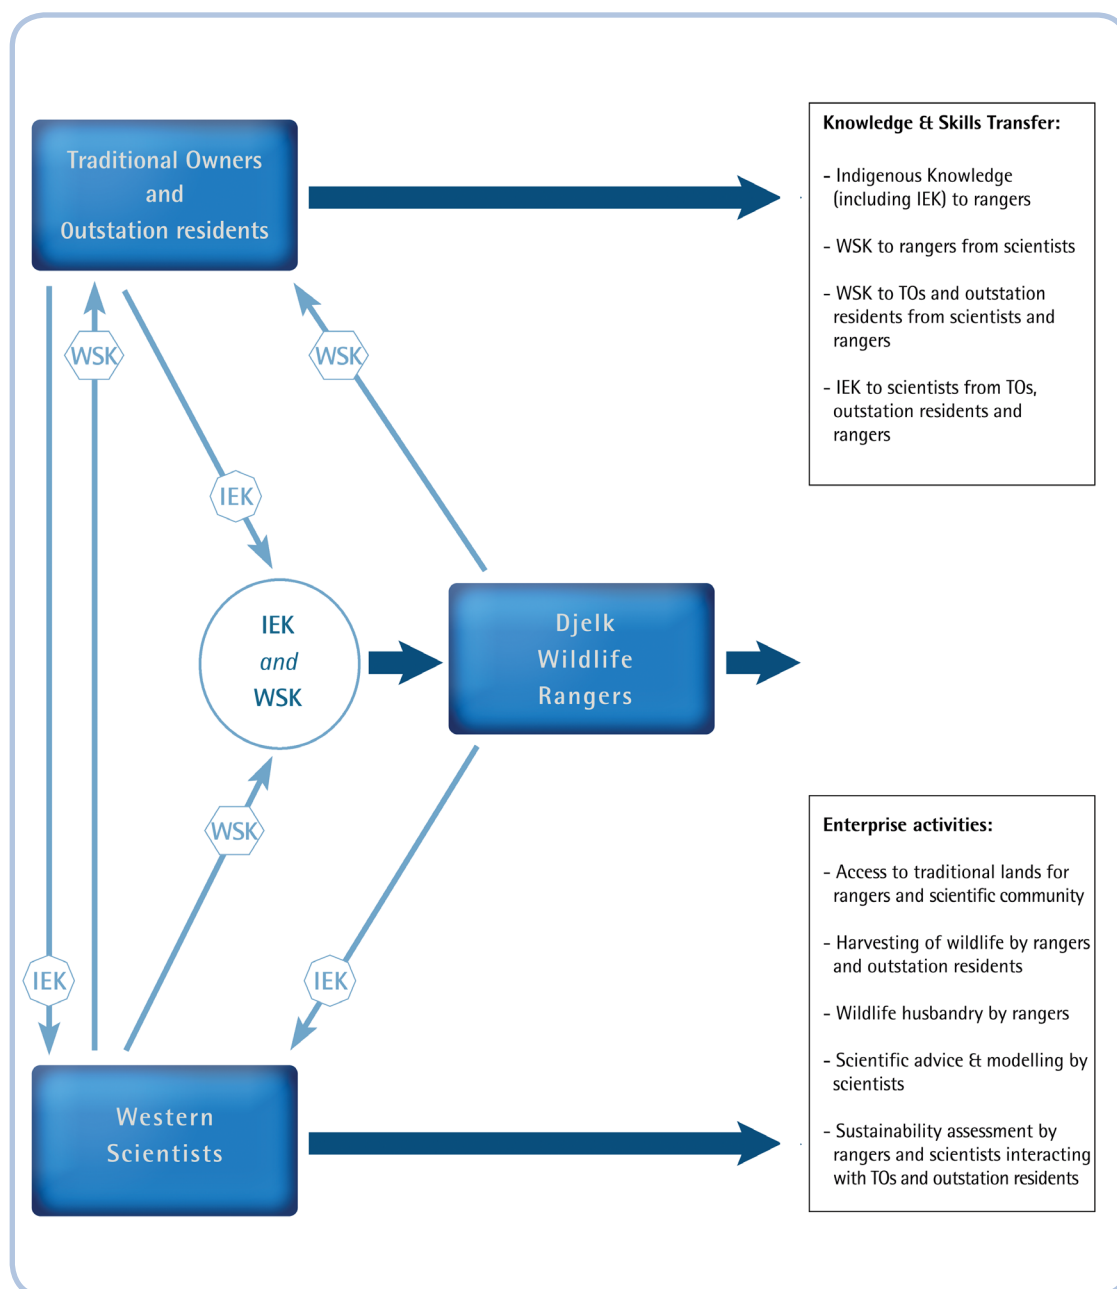 Traditional Owners
and
Outstation residents
Knowledge & Skills Transfer:
- Indigenous Knowledge
(including IEK) to rangers
- WSK to rangers from scientists
- WSK to TOs and outstation
residents from scientists and
rangers
- IEK to scientists from TOs,
outstation residents and
rangers
WSK
WSK
IEK
IEK
and
WSK
Djelk
Wildlife
Rangers
WSK
IEK
IEK
Western
Scientists
Enterprise activities:
- Access to traditional lands for
rangers and scientific community
- Harvesting of wildlife by rangers
and outstation residents
- Wildlife husbandry by rangers
- Scientific advice & modelling by
scientists
- Sustainability assessment by
rangers and scientists interacting
with TOs and outstation residents